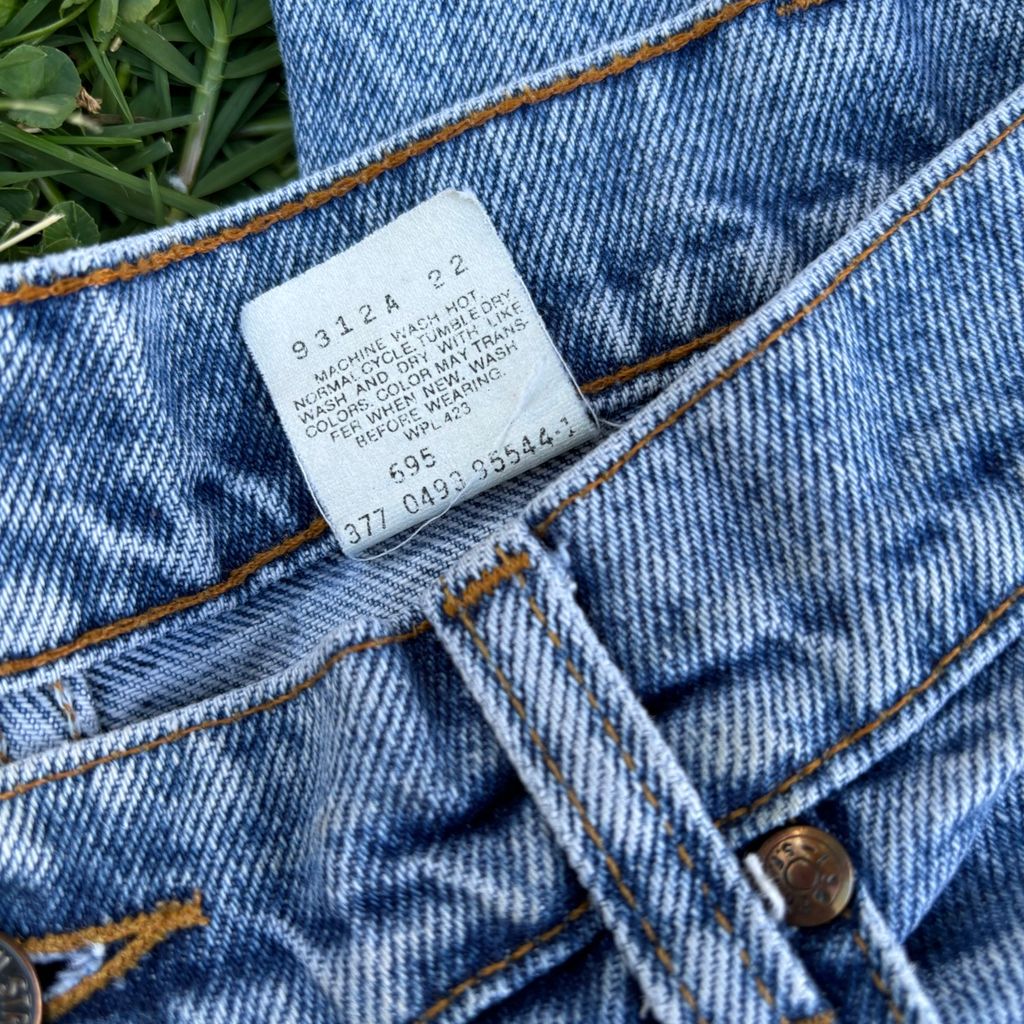 9312A 22
MACHINE WACH HOT
NORMAL CYCLE, TUMBLE DRY.
WASH AND DRY WITH LIKE
COLORS. COLOR MAY TRANS-
FER WHEN NEW, WASH
BEFORE WEARING.
WPL 423
695
377 0493 95544-1